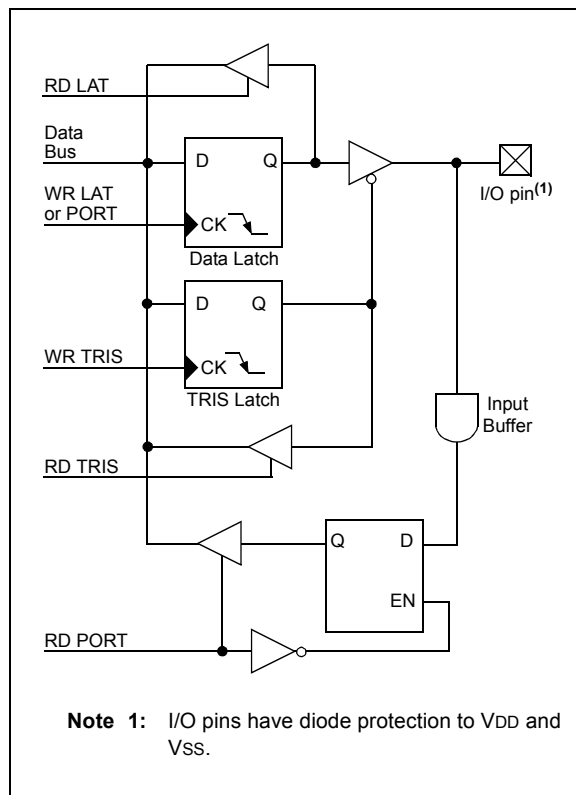 RD LAT
Data
Bus
D Q
WR LAT
or PORT
CK
I/O pin(1)
Data Latch
D Q
WR TRIS
CK
TRIS Latch
Input
Buffer
RD TRIS
Q D
EN
RD PORT
Note 1: I/O pins have diode protection to VDD and
VSS.